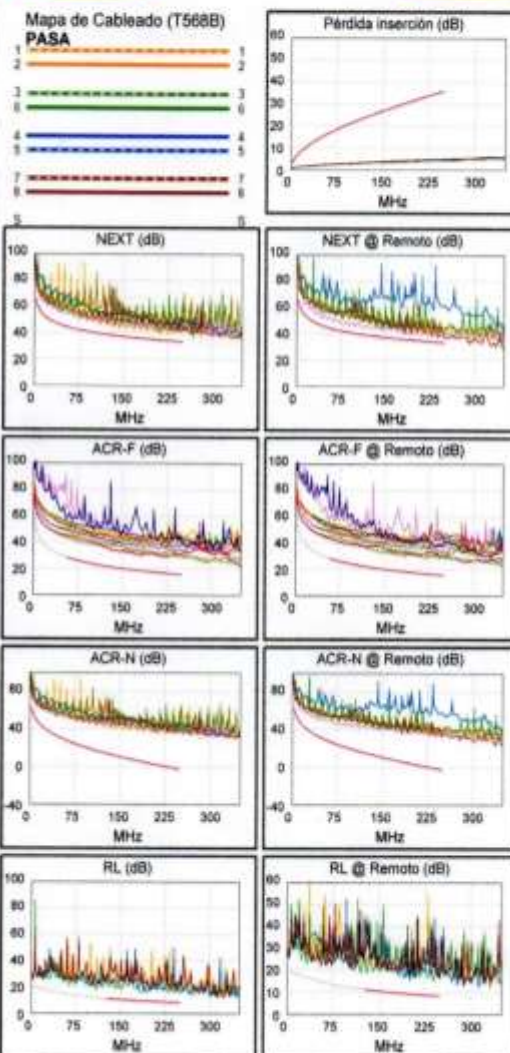 Mapa de Cableado (T568B)
PASA
1 1
2 2
3 3
6 6
4 4
5 5
7 7
8 8
S S
Pérdida inserción (dB)
60
50
40
30
20
10
0
0 75 150 225 300
MHz
NEXT (dB)
100
80
60
40
20
0
0 75 150 225 300
MHz
NEXT @ Remoto (dB)
100
80
60
40
20
0
0 75 150 225 300
MHz
ACR-F (dB)
100
80
60
40
20
0
0 75 150 225 300
MHz
ACR-F @ Remoto (dB)
100
80
60
40
20
0
0 75 150 225 300
MHz
ACR-N (dB)
80
40
0
-40
0 75 150 225 300
MHz
ACR-N @ Remoto (dB)
80
40
0
-40
0 75 150 225 300
MHz
RL (dB)
100
80
60
40
20
0
0 75 150 225 300
MHz
RL @ Remoto (dB)
60
50
40
30
20
10
0
0 75 150 225 300
MHz